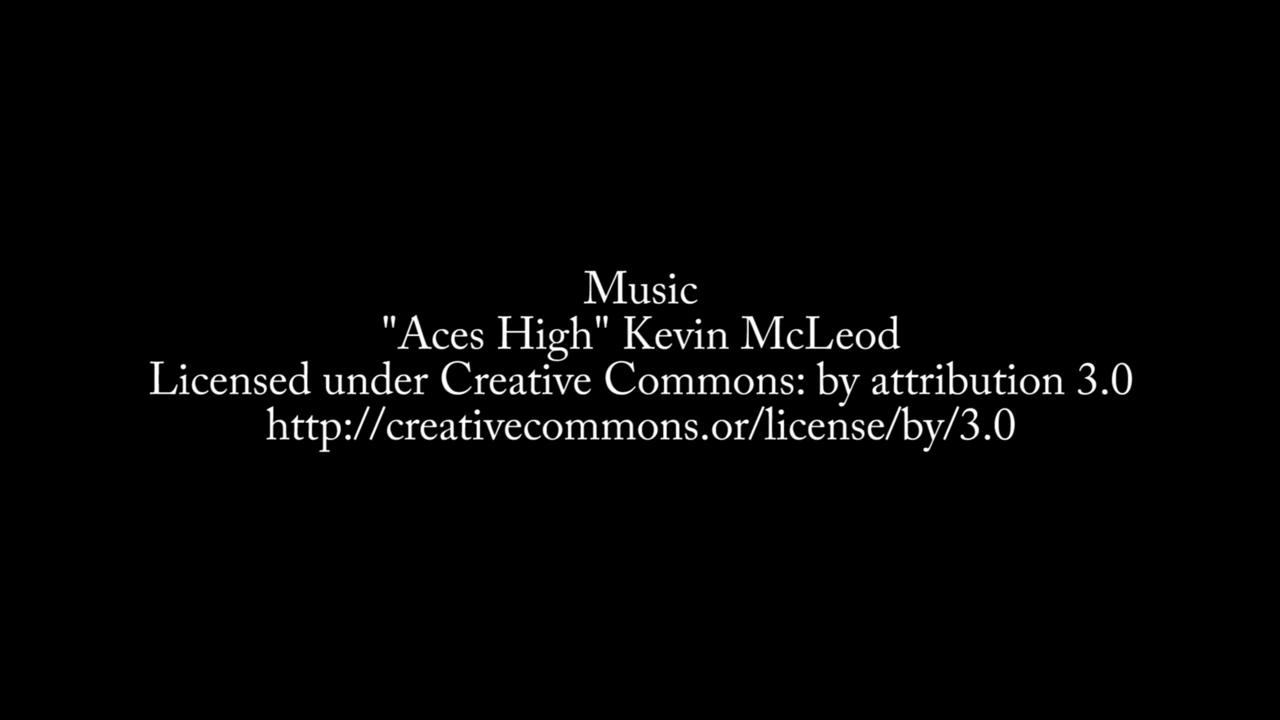 Music
"Aces High" Kevin McLeod
Licensed under Creative Commons: by attribution 3.0
http://creativecommons.or/license/by/3.0